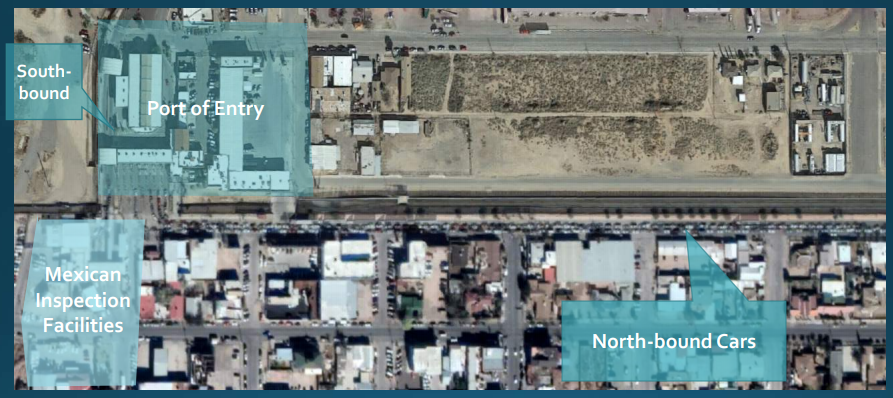 South-
bound
Port of Entry
Mexican
Inspection
Facilities
North-bound Cars